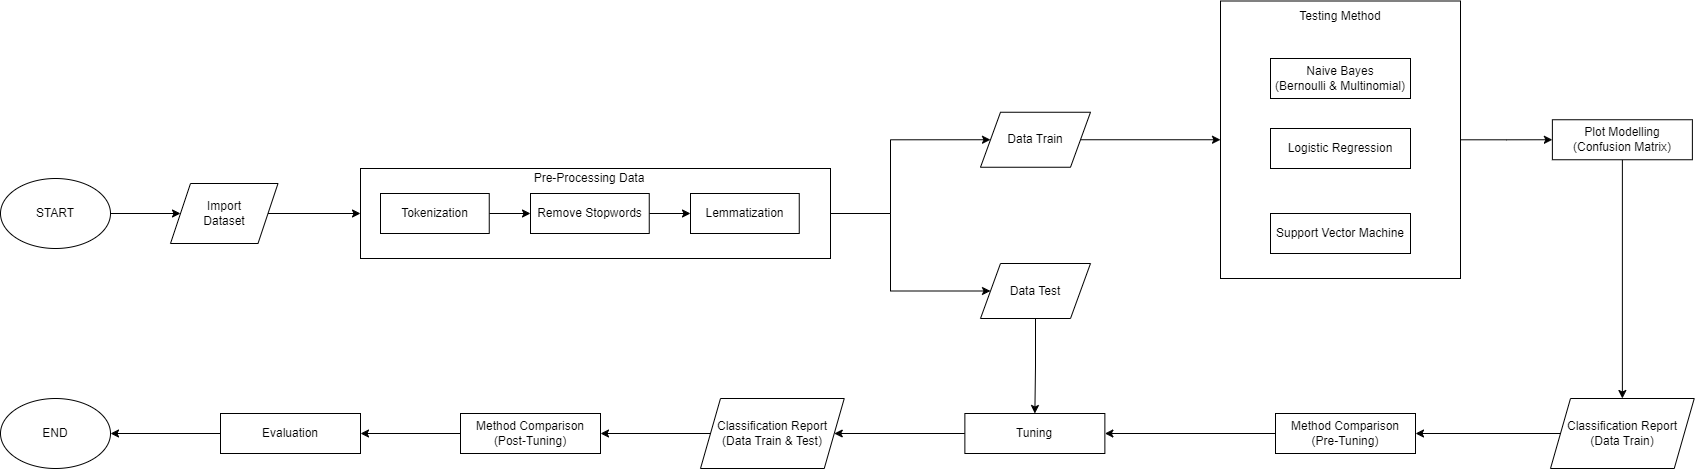 START
Import
Dataset
Pre-Processing Data
Tokenization
Remove Stopwords
Lemmatization
Data Train
Data Test
Testing Method
Naive Bayes
(Bernoulli & Multinomial)
Logistic Regression
Support Vector Machine
Plot Modelling
(Confusion Matrix)
Classification Report
(Data Train)
Method Comparison
(Pre-Tuning)
Tuning
Classification Report
(Data Train & Test)
Method Comparison
(Post-Tuning)
Evaluation
END